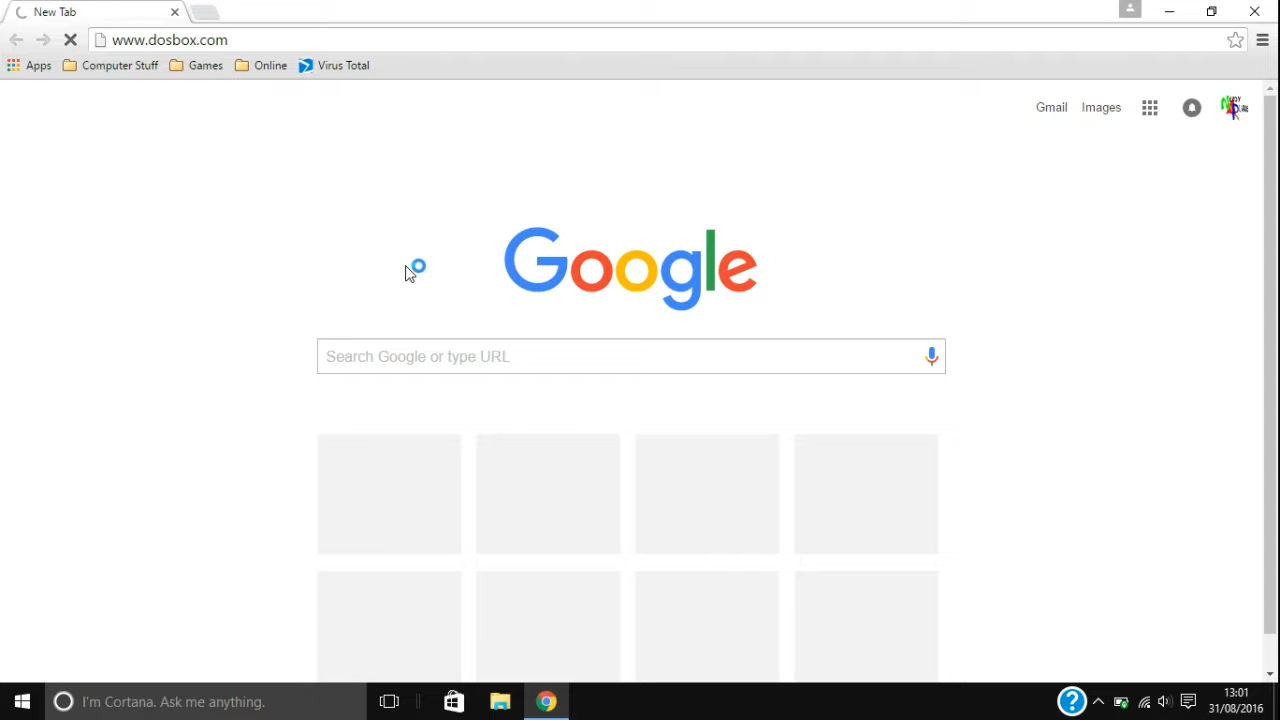 New Tab
www.dosbox.com
Apps
Computer Stuff
Games
Online
Virus Total
Gmail
Images
Google
Search Google or type URL
I'm Cortana. Ask me anything.
?
13:01
31/08/2016